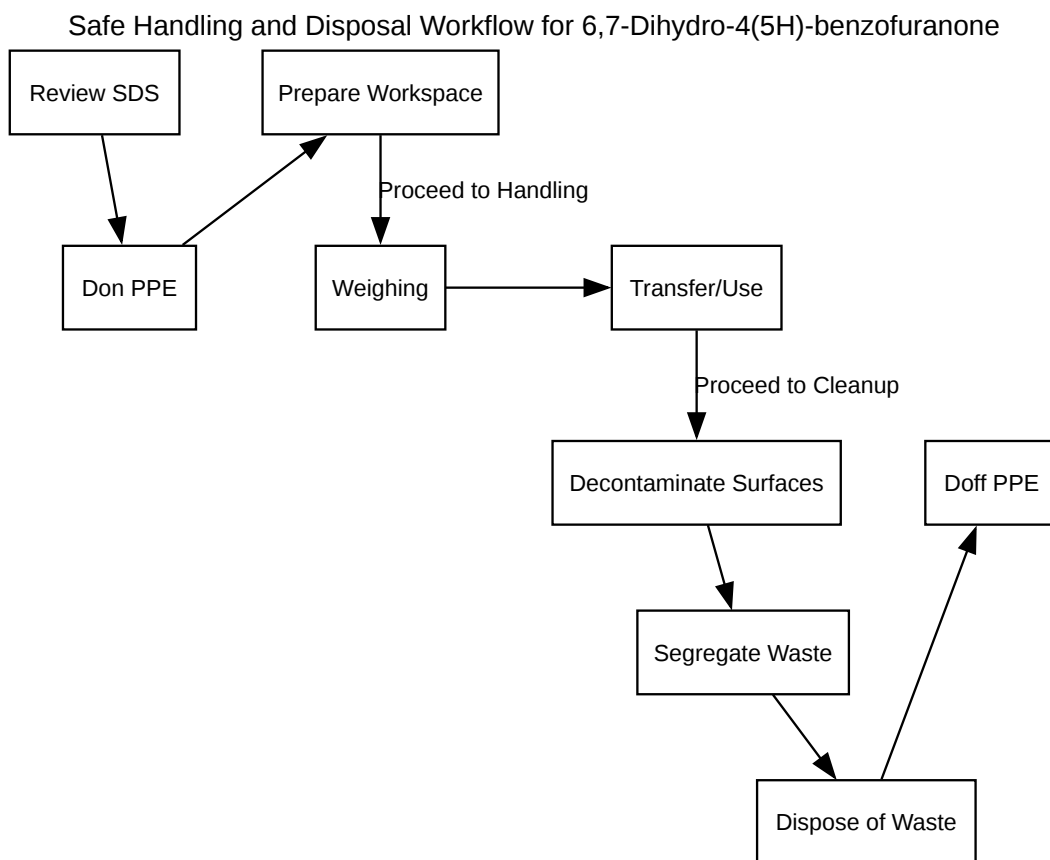 Safe Handling and Disposal Workflow for 6,7-Dihydro-4(5H)-benzofuranone
Review SDS
Prepare Workspace
Proceed to Handling
Don PPE
Weighing
Transfer/Use
Proceed to Cleanup
Decontaminate Surfaces
Doff PPE
Segregate Waste
Dispose of Waste